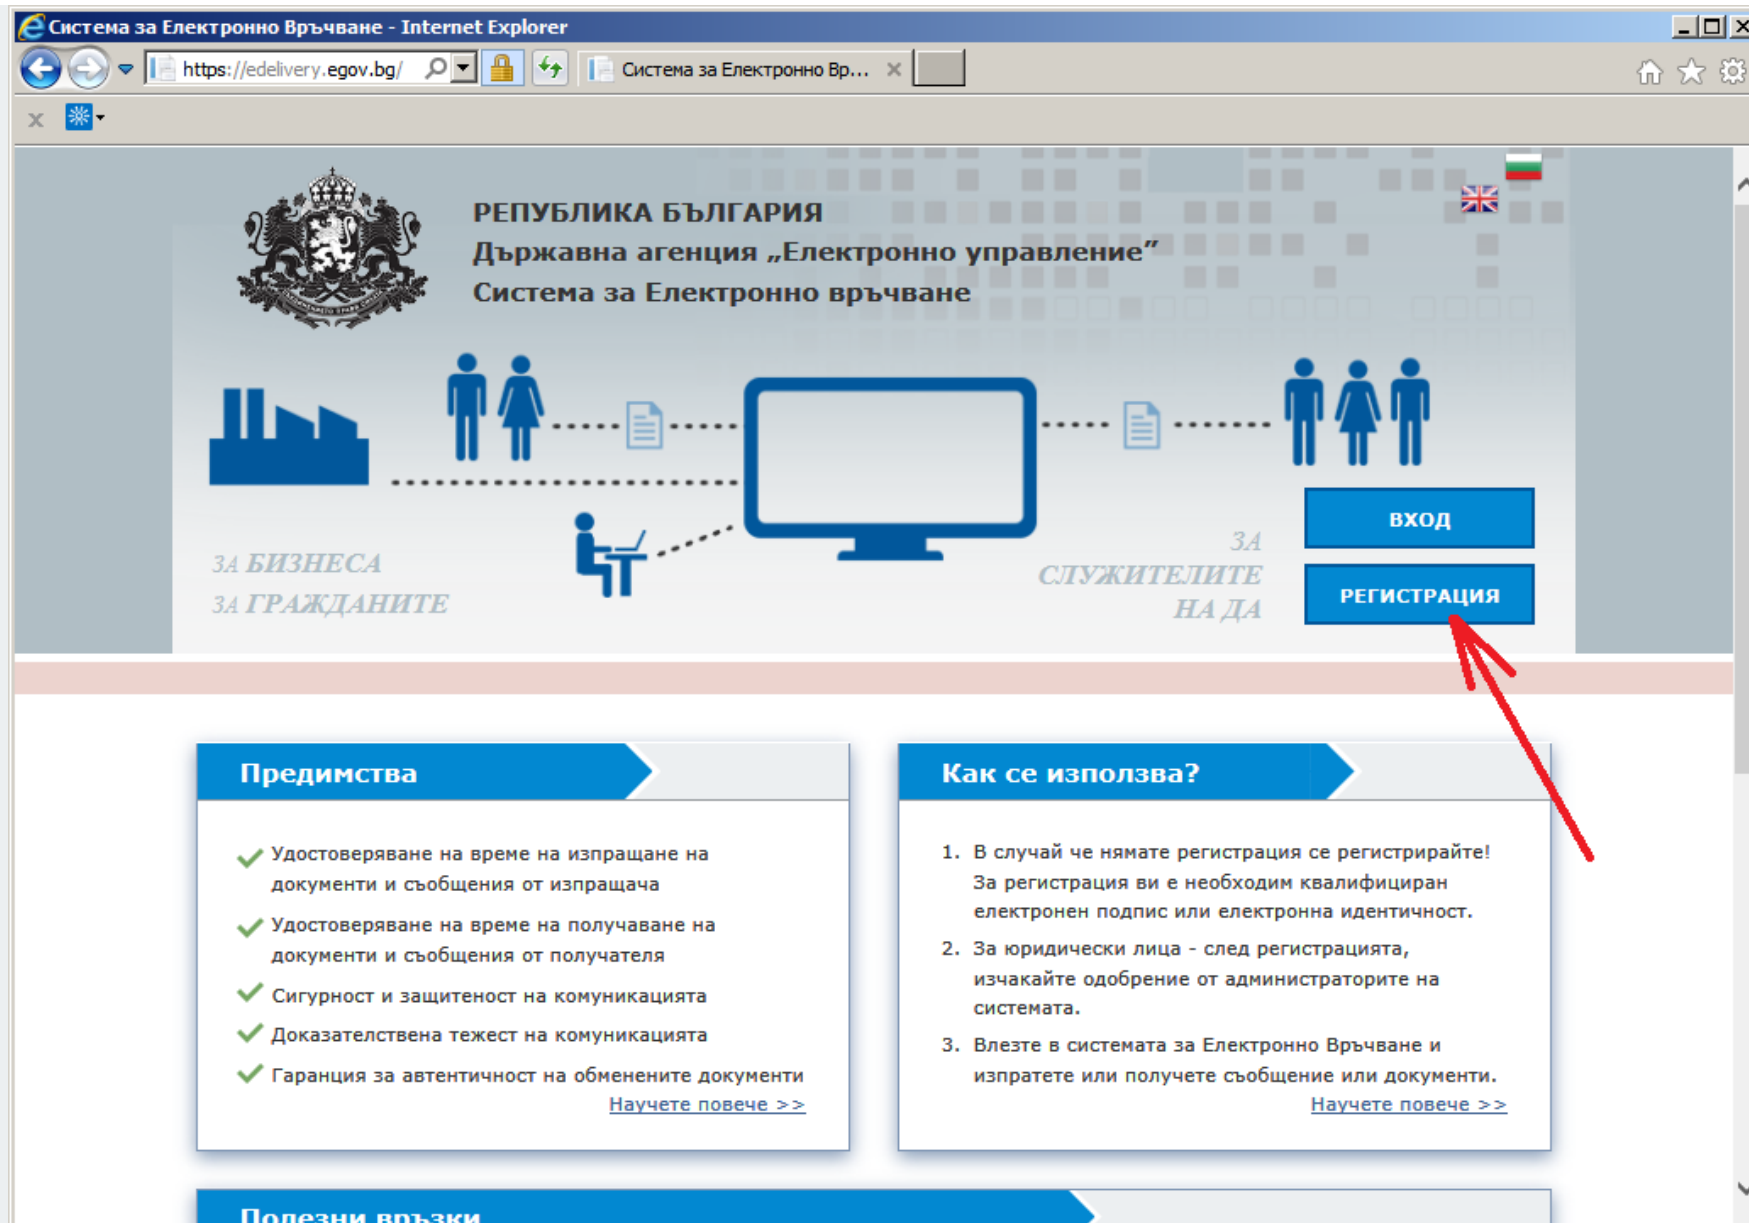 Система за Електронно Връчване - Internet Explorer
https://edelivery.egov.bg/
Система за Електронно Вр...
РЕПУБЛИКА БЪЛГАРИЯ
Държавна агенция „Електронно управление”
Система за Електронно връчване
ЗА БИЗНЕСА
ЗА ГРАЖДАНИТЕ
ЗА
СЛУЖИТЕЛИТЕ
НА ДА
ВХОД
РЕГИСТРАЦИЯ
Предимства
Удостоверяване на време на изпращане на
документи и съобщения от изпращача
Удостоверяване на време на получаване на
документи и съобщения от получателя
Сигурност и защитеност на комуникацията
Доказателствена тежест на комуникацията
Гаранция за автентичност на обменените документи
Научете повече >>
Как се използва?
1. В случай че нямате регистрация се регистрирайте!
За регистрация ви е необходим квалифициран
електронен подпис или електронна идентичност.
2. За юридически лица - след регистрацията,
изчакайте одобрение от администраторите на
системата.
3. Влезте в системата за Електронно Връчване и
изпратете или получете съобщение или документи.
Научете повече >>
Полезни връзки